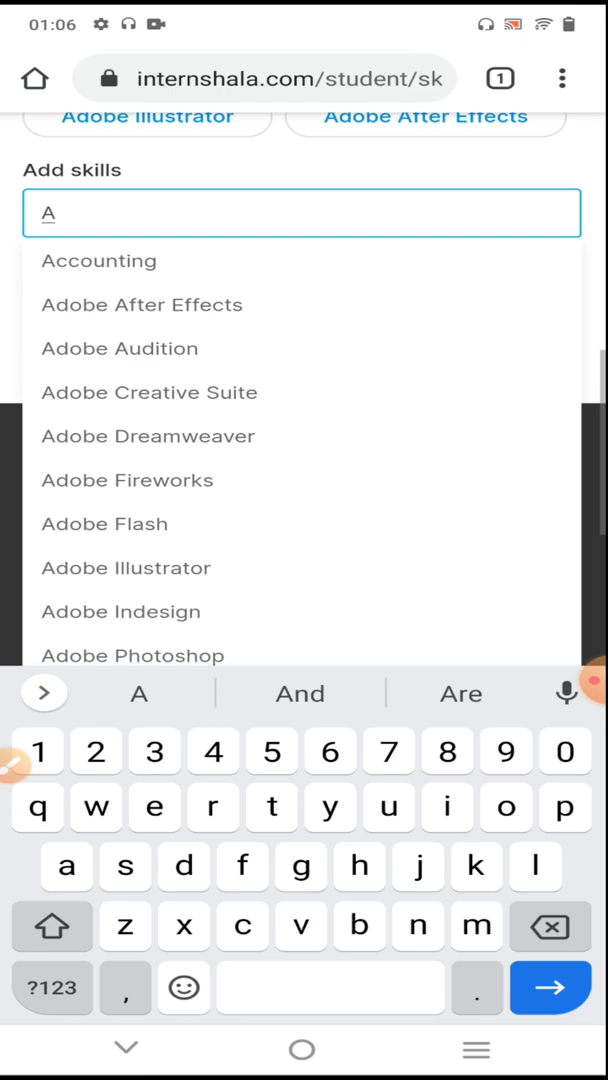 01:06
internshala.com/student/sk 1
Adobe Illustrator Adobe After Effects
Add skills
A
Accounting
Adobe After Effects
Adobe Audition
Adobe Creative Suite
Adobe Dreamweaver
Adobe Fireworks
Adobe Flash
Adobe Illustrator
Adobe Indesign
Adobe Photoshop
A And Are
1 2 3 4 5 6 7 8 9 0
q w e r t y u i o p
a s d f g h j k l
z x c v b n m
?123 , .